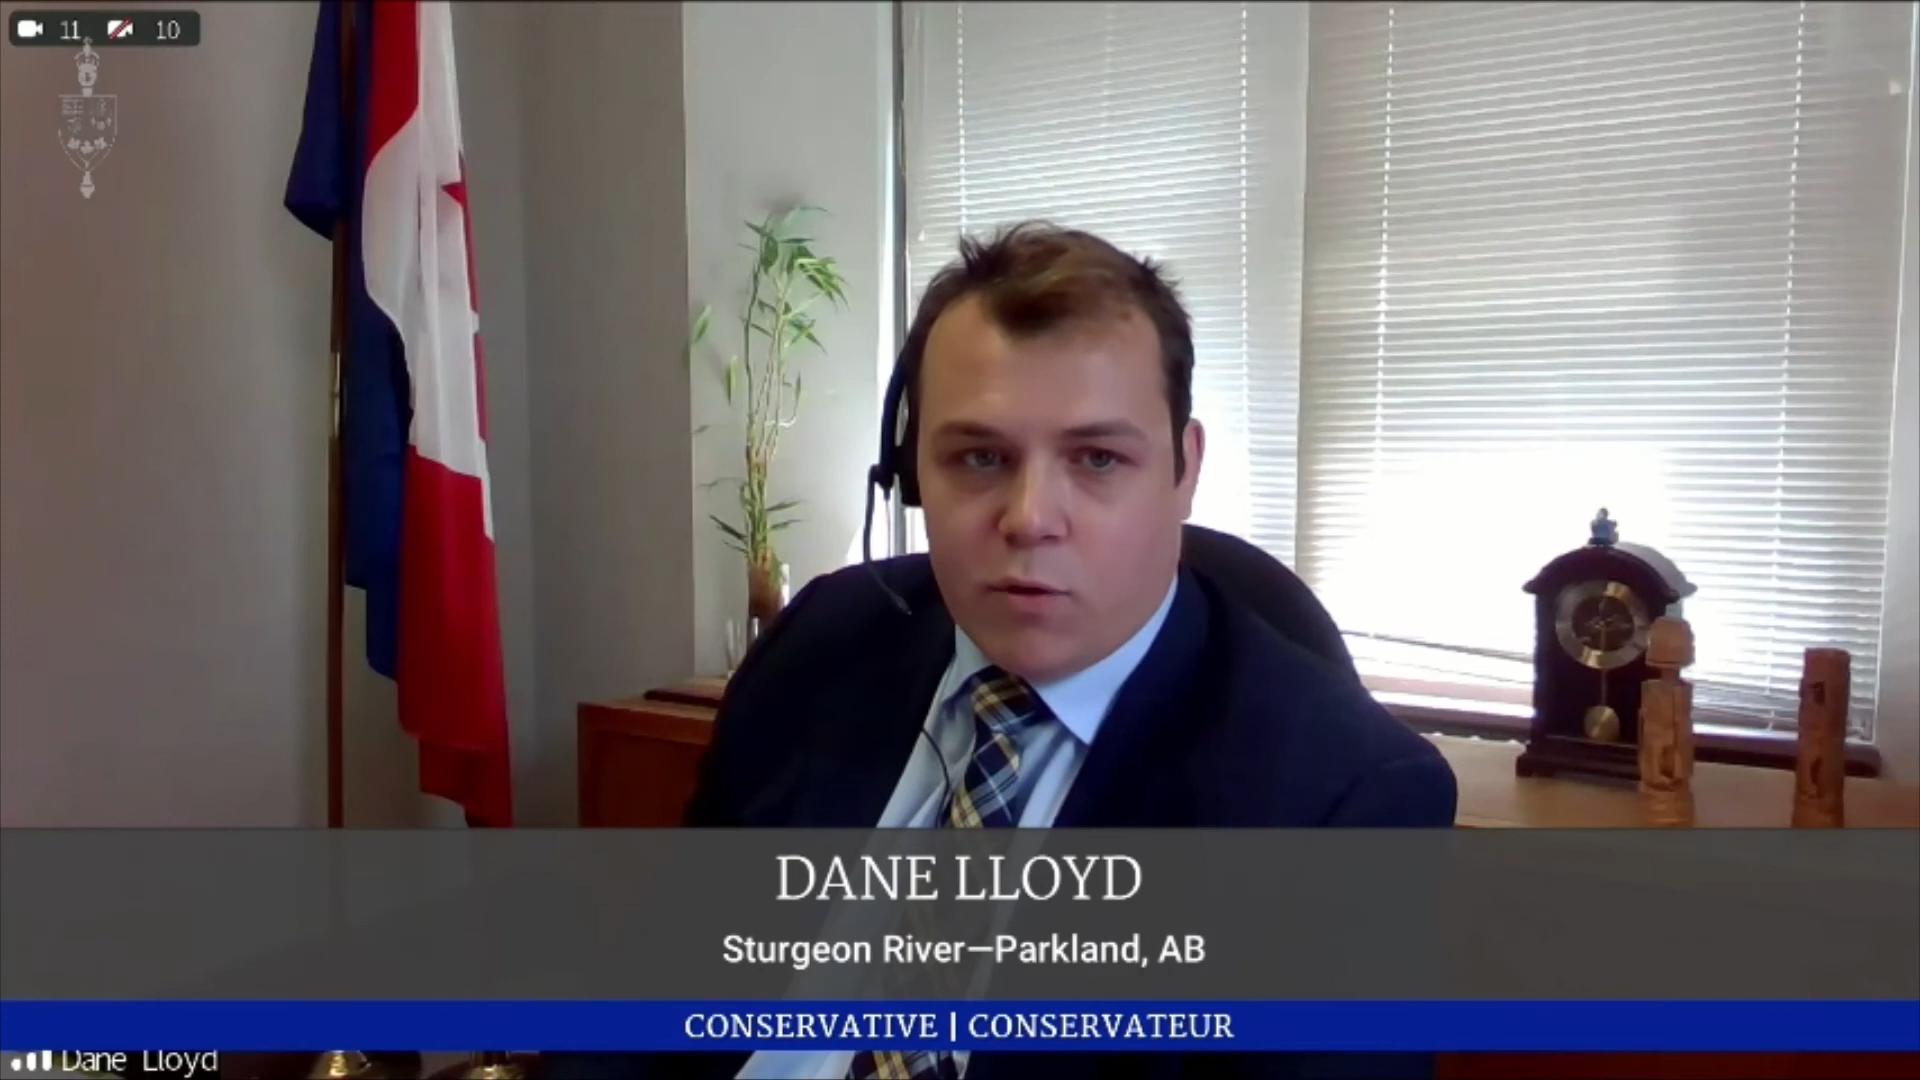 11 10
DANE LLOYD
Sturgeon River—Parkland, AB
CONSERVATIVE | CONSERVATEUR
Dane Lloyd